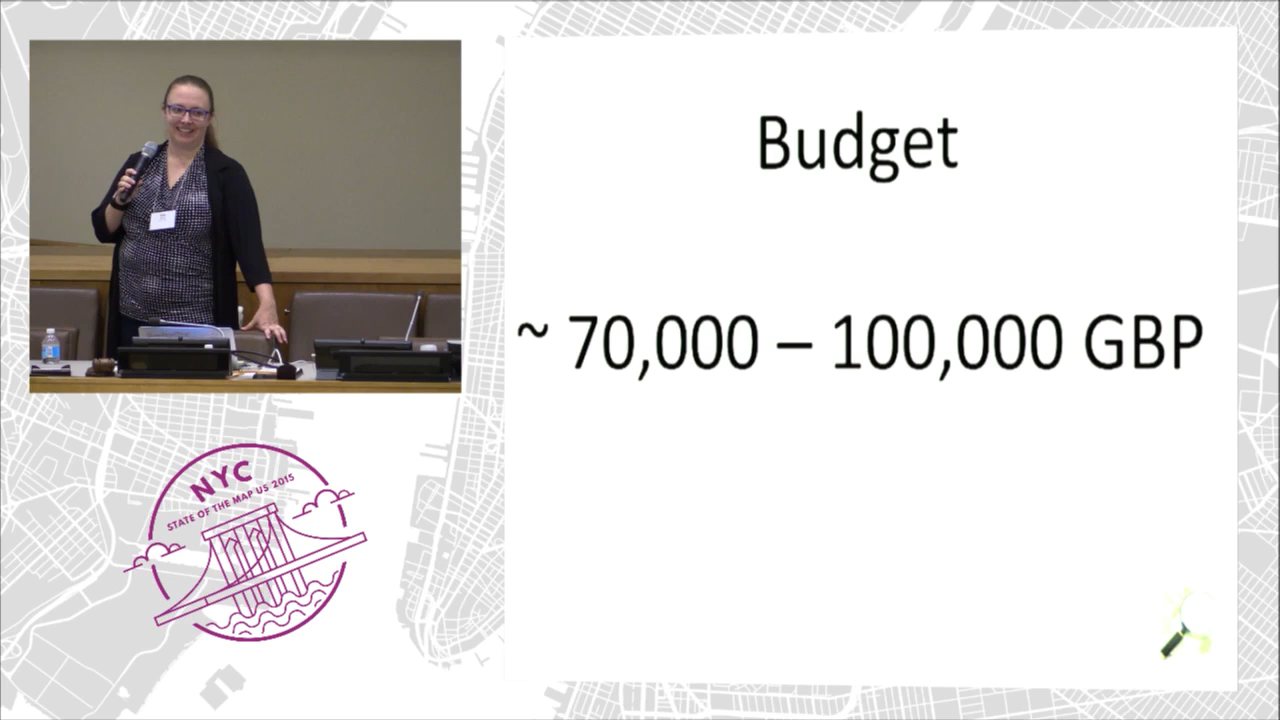 Budget
~ 70,000 – 100,000 GBP
NYC
STATE OF THE MAP US 2015